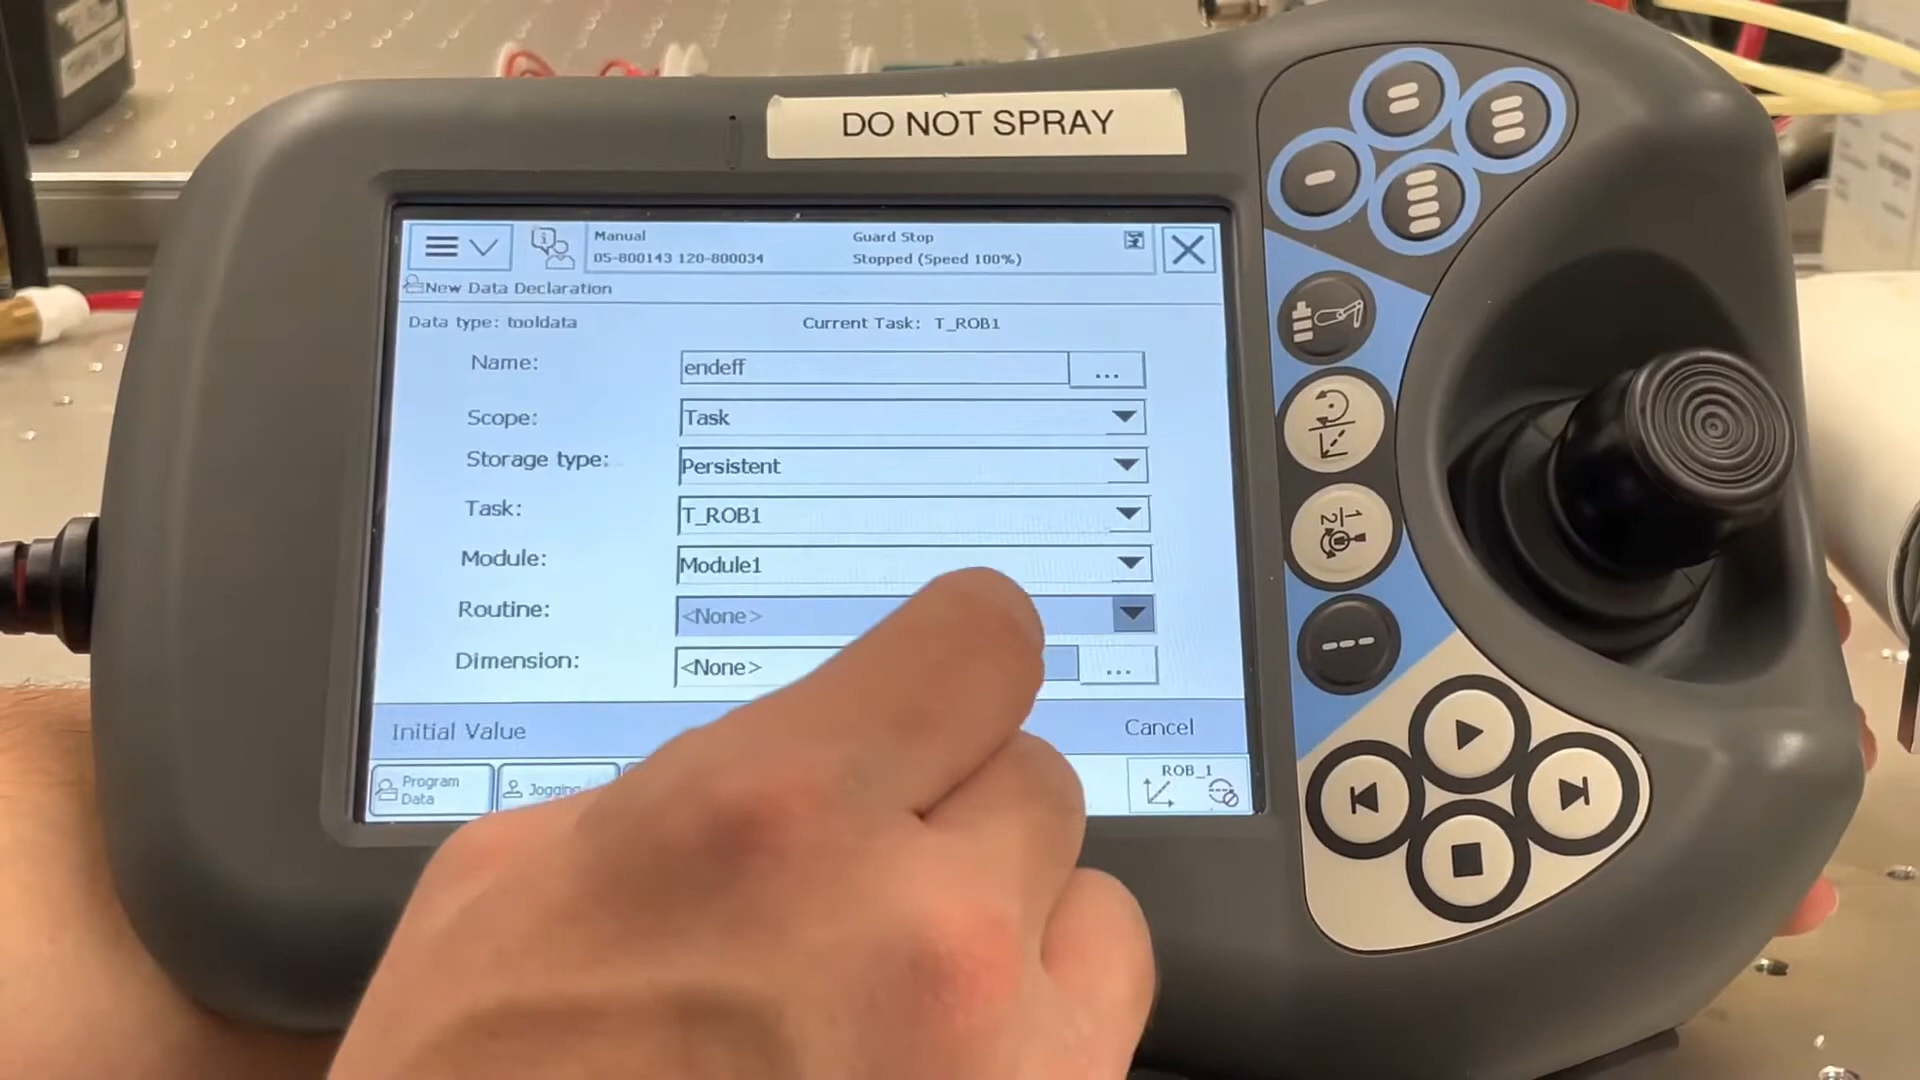 DO NOT SPRAY
Manual
05-800143 120-800034
Guard Stop
Stopped (Speed 100%)
New Data Declaration
Data type: tooldata
Current Task: T_ROB1
Name:
endeff
...
Scope:
Task
Storage type:
Persistent
Task:
T_ROB1
Module:
Module1
Routine:
<None>
Dimension:
<None>
...
Initial Value
Cancel
Program
Data
Jogging
ROB_1
1
2